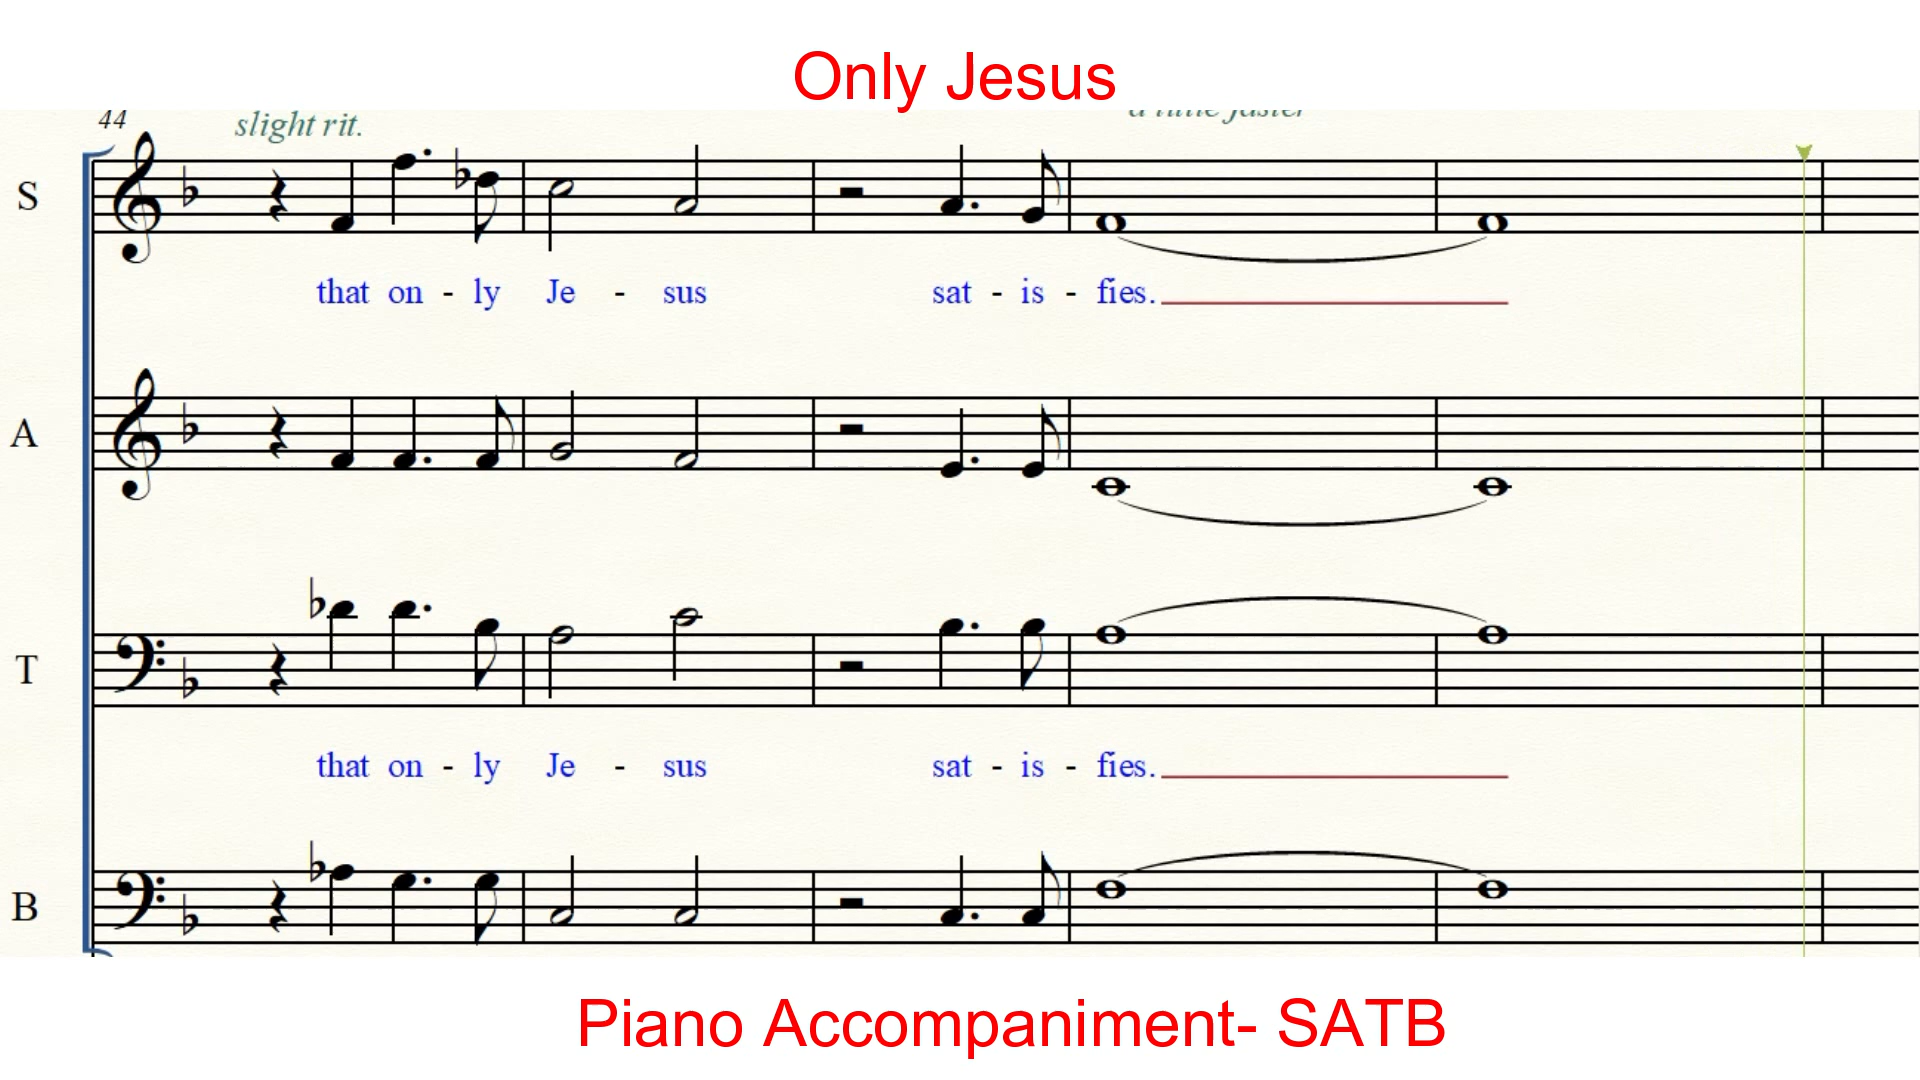 Only Jesus
44
slight rit.
S
that on - ly Je - sus sat - is - fies.
A
T
that on - ly Je - sus sat - is - fies.
B
Piano Accompaniment- SATB